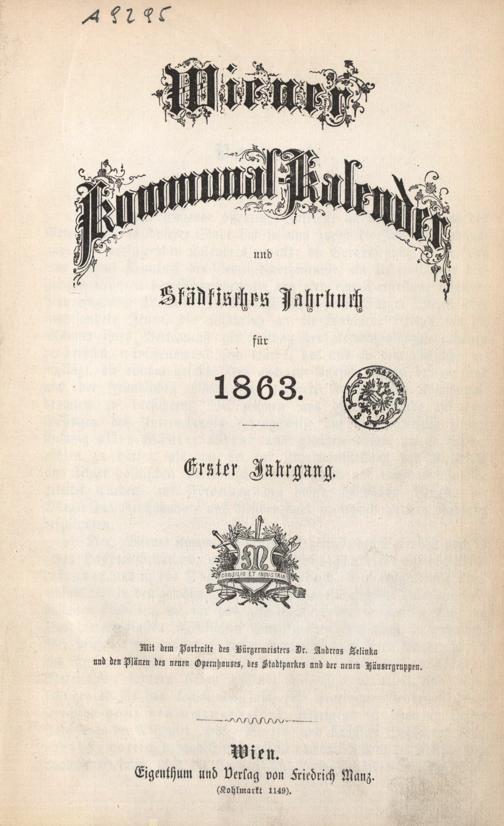 A 9295
Wiener
Kommunal-Kalender
und
Städtisches Jahrbuch
für
1863.
Erster Jahrgang.
M
CONSILIO ET INDUSTRIA
Mit dem Portraite des Bürgermeisters Dr. Andreas Zelinka
und den Plänen des neuen Opernhauses, des Stadtparkes und der neuen Häusergruppen.
Wien.
Eigenthum und Verlag von Friedrich Manz.
(Kohlmarkt 1149).